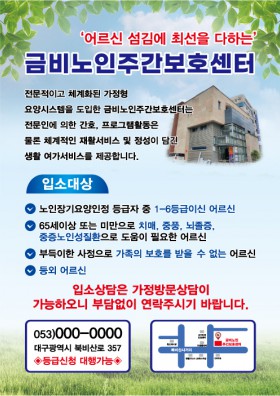 '어르신 섬김에 최선을 다하는'
금비노인주간보호센터
전문적이고 체계화된 가정형
요양시스템을 도입한 금비노인주간보호센터는
전문인에 의한 간호, 프로그램활동은
물론 체계적인 재활서비스 및 정성이 담긴
생활 여가서비스를 제공합니다.
입소대상
노인장기요양인정 등급자 중 1~6등급이신 어르신
65세이상 또는 미만으로 치매, 중풍, 뇌졸증,
중증노인성질환으로 도움이 필요한 어르신
부득이한 사정으로 가족의 보호를 받을 수 없는 어르신
등외 어르신
입소상담은 가정방문상담이
가능하오니 부담없이 연락주시기 바랍니다.
053)000-0000
대구광역시 북비산로 357
◈등급신청 대행가능◈
금비노인
주간보호센터